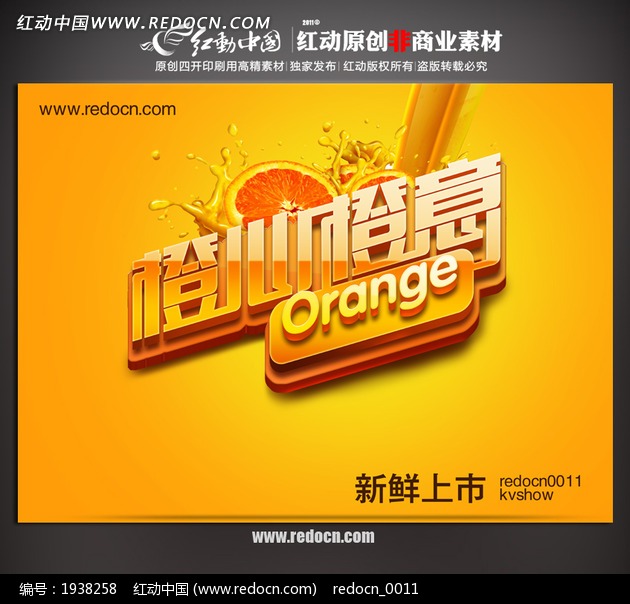 红动中国 WWW.REDOCN.COM
红動中国
2011©
红动原创非商业素材
原创四开印刷用高精素材|独家发布|红动版权所有|盗版转载必究
www.redocn.com
橙心橙意
Orange
新鲜上市
redocn0011
kvshow
www.redocn.com
编号：1938258 红动中国 (www.redocn.com) redocn_0011